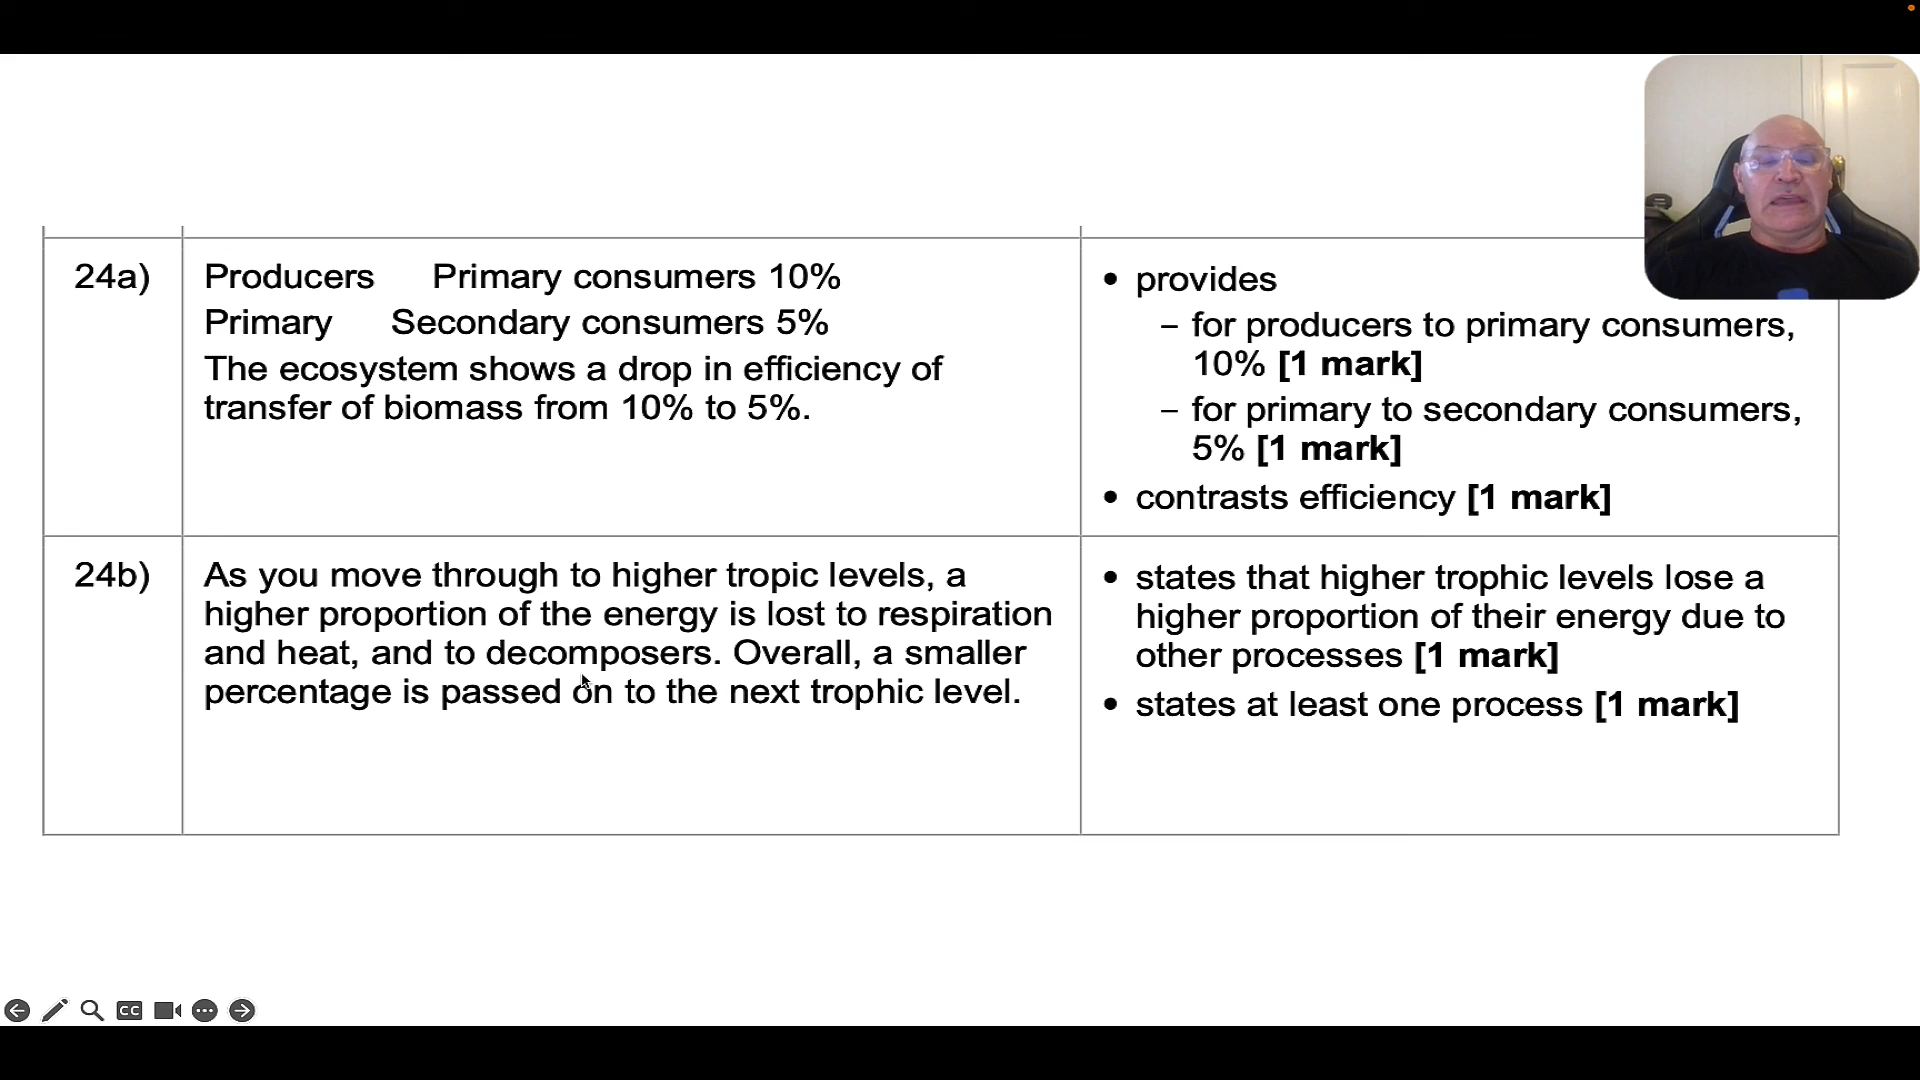 24a)
Producers Primary consumers 10%
Primary Secondary consumers 5%
The ecosystem shows a drop in efficiency of
transfer of biomass from 10% to 5%.
• provides
– for producers to primary consumers,
10% [1 mark]
– for primary to secondary consumers,
5% [1 mark]
• contrasts efficiency [1 mark]
24b)
As you move through to higher tropic levels, a
higher proportion of the energy is lost to respiration
and heat, and to decomposers. Overall, a smaller
percentage is passed on to the next trophic level.
• states that higher trophic levels lose a
higher proportion of their energy due to
other processes [1 mark]
• states at least one process [1 mark]
CC